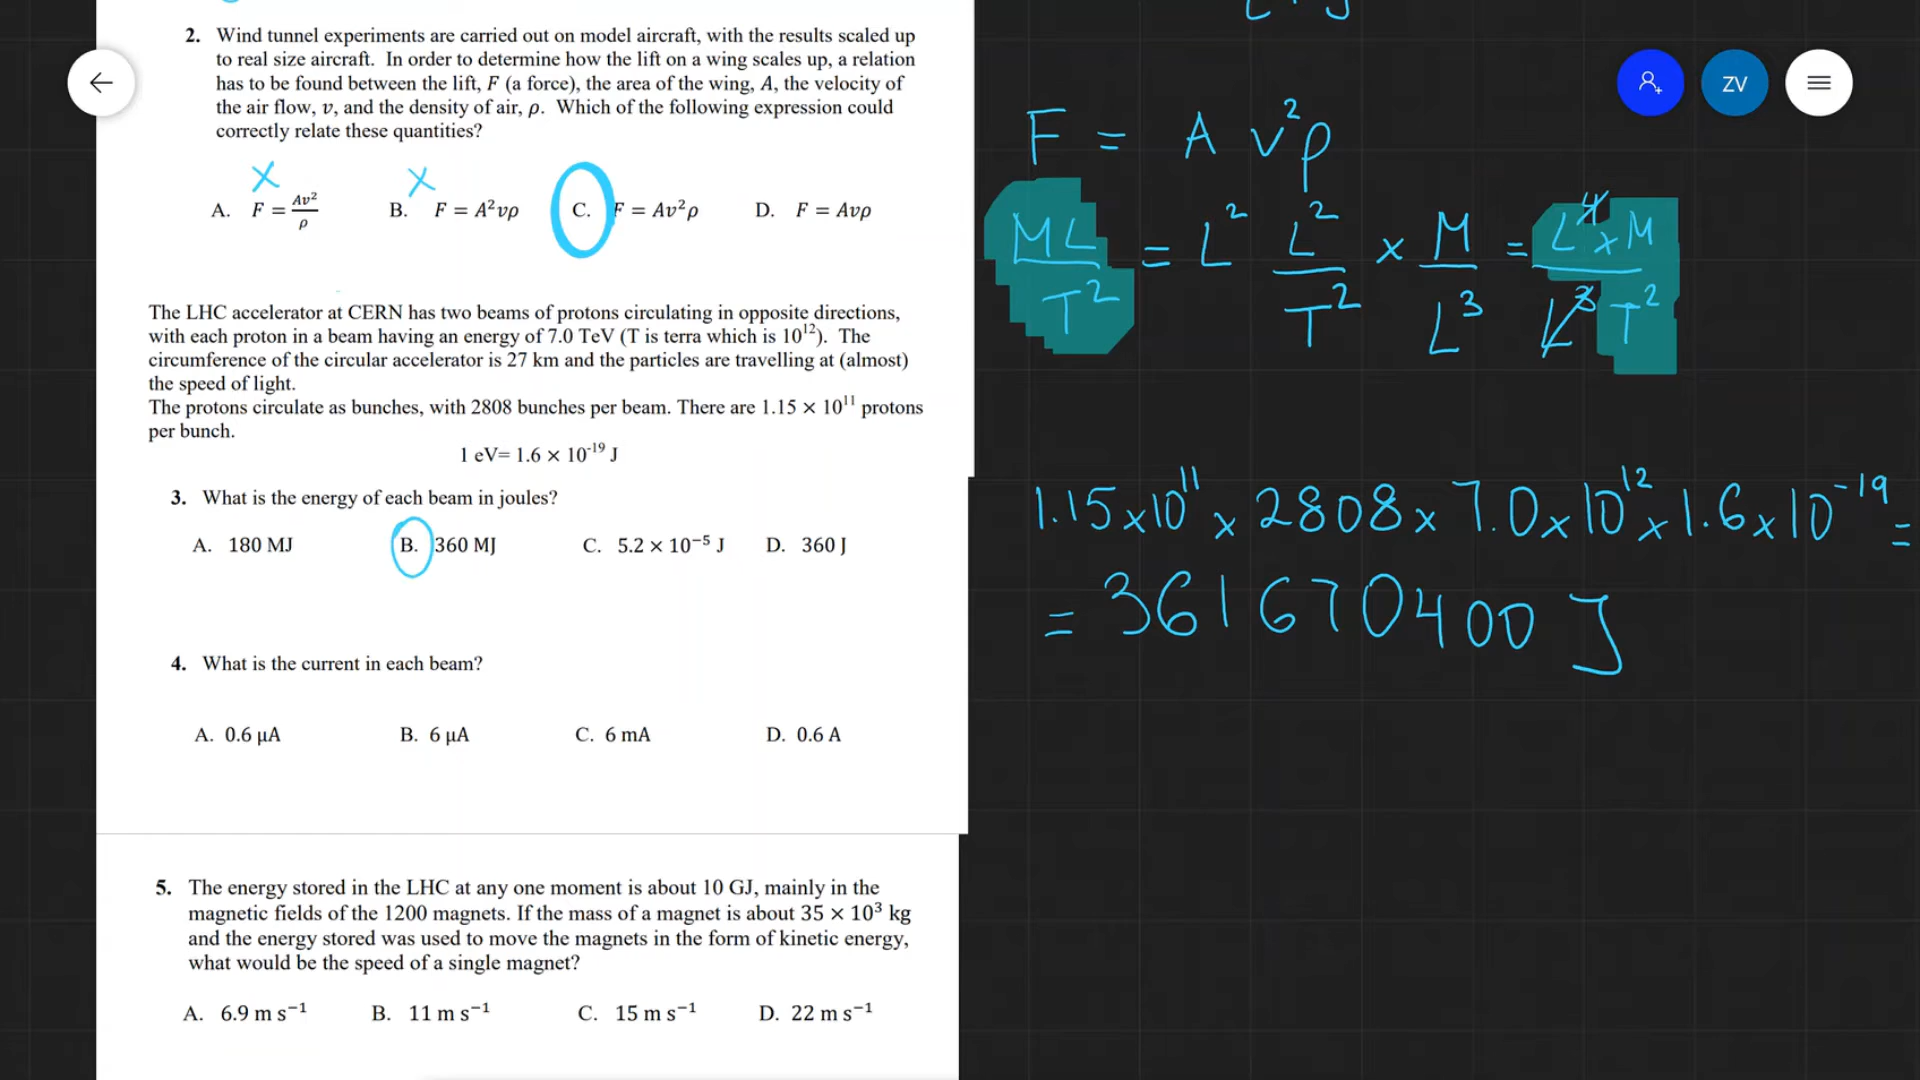 2. Wind tunnel experiments are carried out on model aircraft, with the results scaled up
to real size aircraft. In order to determine how the lift on a wing scales up, a relation
has to be found between the lift, F (a force), the area of the wing, A, the velocity of
the air flow, v, and the density of air, ρ. Which of the following expression could
correctly relate these quantities?
X X
A. F = Av²/ρ B. F = A²vρ C. F = Av²ρ D. F = Avρ
The LHC accelerator at CERN has two beams of protons circulating in opposite directions,
with each proton in a beam having an energy of 7.0 TeV (T is terra which is 10¹²). The
circumference of the circular accelerator is 27 km and the particles are travelling at (almost)
the speed of light.
The protons circulate as bunches, with 2808 bunches per beam. There are 1.15 × 10¹¹ protons
per bunch.
1 eV= 1.6 × 10⁻¹⁹ J
3. What is the energy of each beam in joules?
A. 180 MJ B. 360 MJ C. 5.2 × 10⁻⁵ J D. 360 J
4. What is the current in each beam?
A. 0.6 μA B. 6 μA C. 6 mA D. 0.6 A
5. The energy stored in the LHC at any one moment is about 10 GJ, mainly in the
magnetic fields of the 1200 magnets. If the mass of a magnet is about 35 × 10³ kg
and the energy stored was used to move the magnets in the form of kinetic energy,
what would be the speed of a single magnet?
A. 6.9 m s⁻¹ B. 11 m s⁻¹ C. 15 m s⁻¹ D. 22 m s⁻¹
ZV
F = A v²ρ
ML/T² = L² L²/T² × M/L³ = L⁴ × M/L³ T²
1.15×10¹¹ × 2808 × 7.0×10¹² × 1.6×10⁻¹⁹ =
= 361670400 J